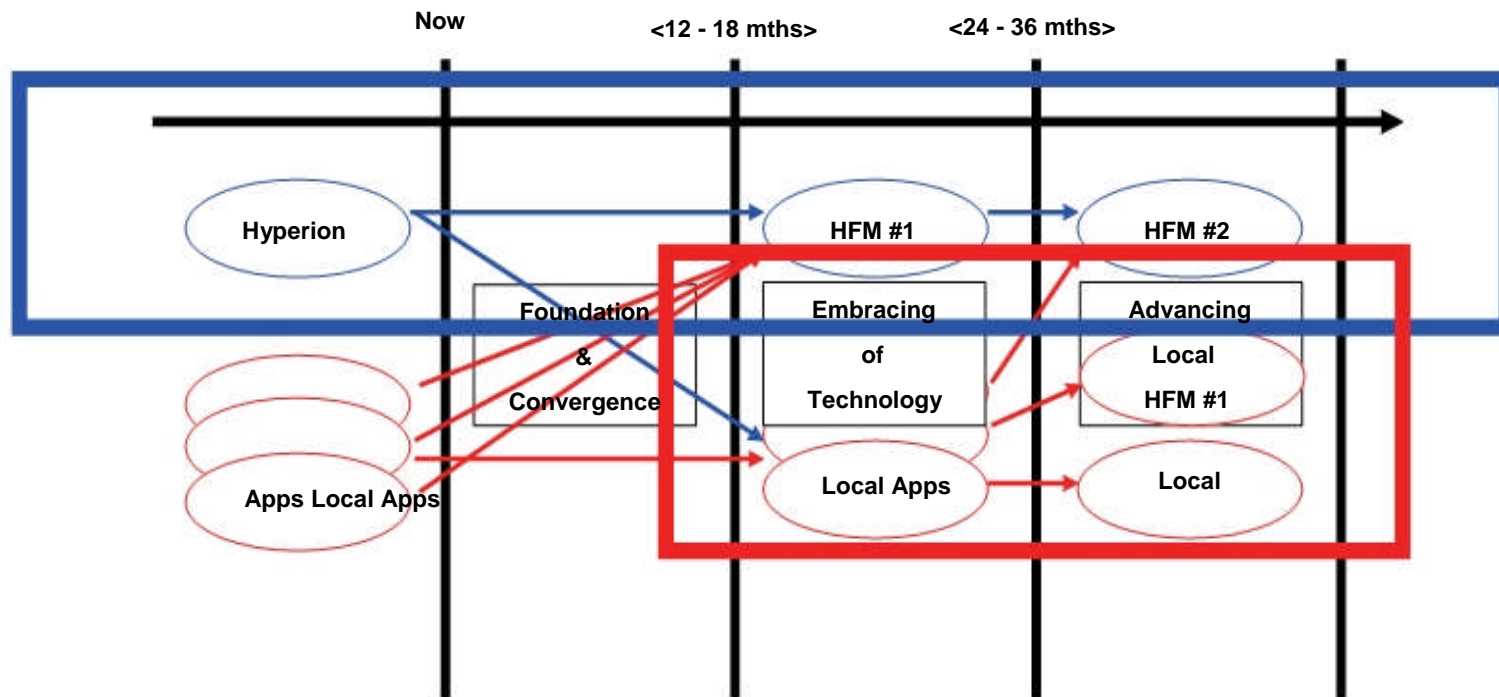 Now
<12 - 18 mths>
<24 - 36 mths>
Hyperion
HFM #1
HFM #2
Foundation
&
Convergence
Embracing
of
Technology
Advancing
Local
HFM #1
Apps Local Apps
Local Apps
Local